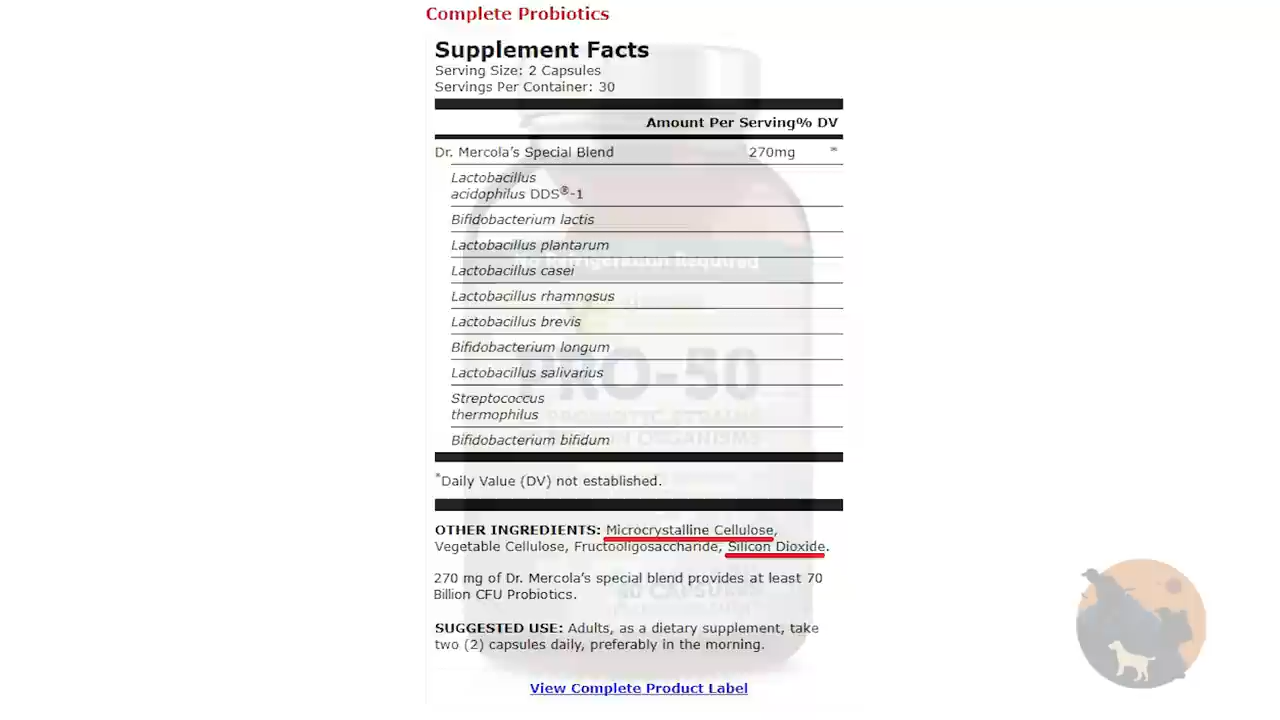 Complete Probiotics
Supplement Facts
Serving Size: 2 Capsules
Servings Per Container: 30
Amount Per Serving% DV
Dr. Mercola's Special Blend 270mg *
Lactobacillus
acidophilus DDS®-1
Bifidobacterium lactis
Lactobacillus plantarum
Lactobacillus casei
Lactobacillus rhamnosus
Lactobacillus brevis
Bifidobacterium longum
Lactobacillus salivarius
Streptococcus
thermophilus
Bifidobacterium bifidum
*Daily Value (DV) not established.
OTHER INGREDIENTS: Microcrystalline Cellulose,
Vegetable Cellulose, Fructooligosaccharide, Silicon Dioxide.
270 mg of Dr. Mercola's special blend provides at least 70
Billion CFU Probiotics.
SUGGESTED USE: Adults, as a dietary supplement, take
two (2) capsules daily, preferably in the morning.
View Complete Product Label
PRO-50